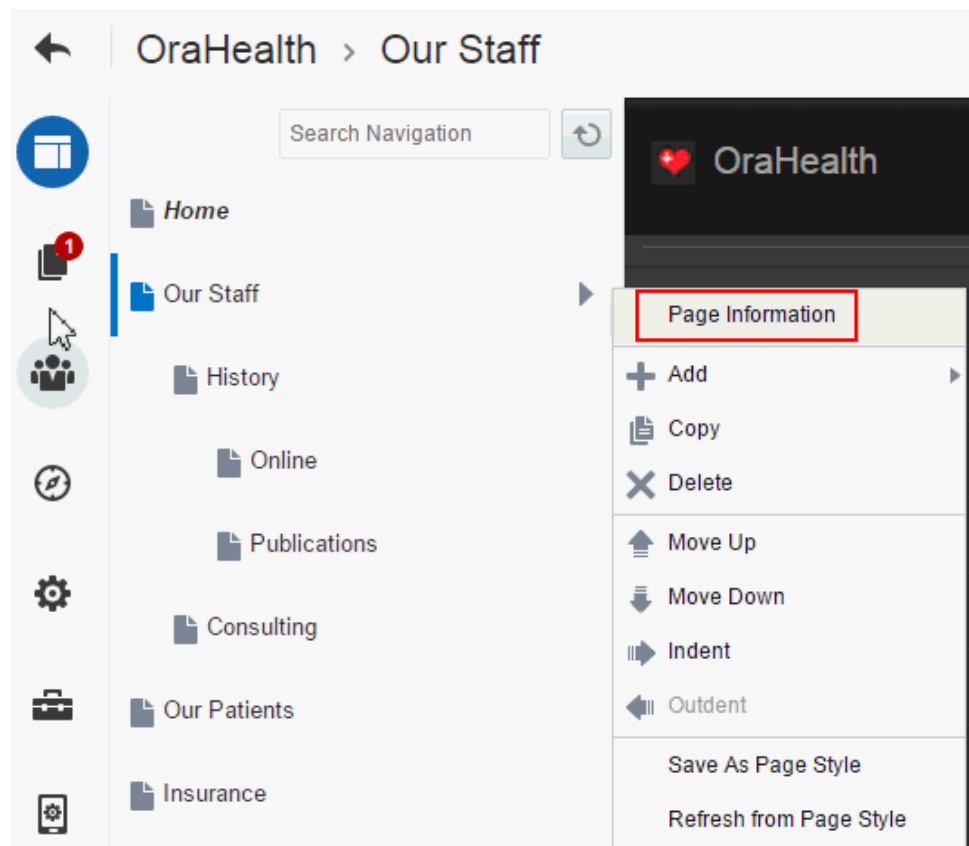 OraHealth > Our Staff
Search Navigation
OraHealth
Home
1
Our Staff
Page Information
History
Add
Copy
Online
Delete
Publications
Move Up
Move Down
Consulting
Indent
Our Patients
Outdent
Save As Page Style
Insurance
Refresh from Page Style